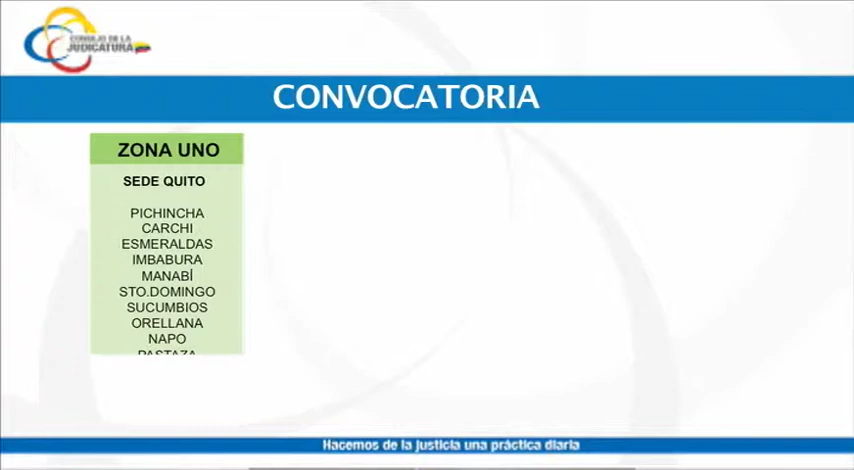 CONSEJO DE LA
JUDICATURA
CONVOCATORIA
ZONA UNO
SEDE QUITO
PICHINCHA
CARCHI
ESMERALDAS
IMBABURA
MANABÍ
STO.DOMINGO
SUCUMBIOS
ORELLANA
NAPO
PASTAZA
Hacemos de la justicia una práctica diaria